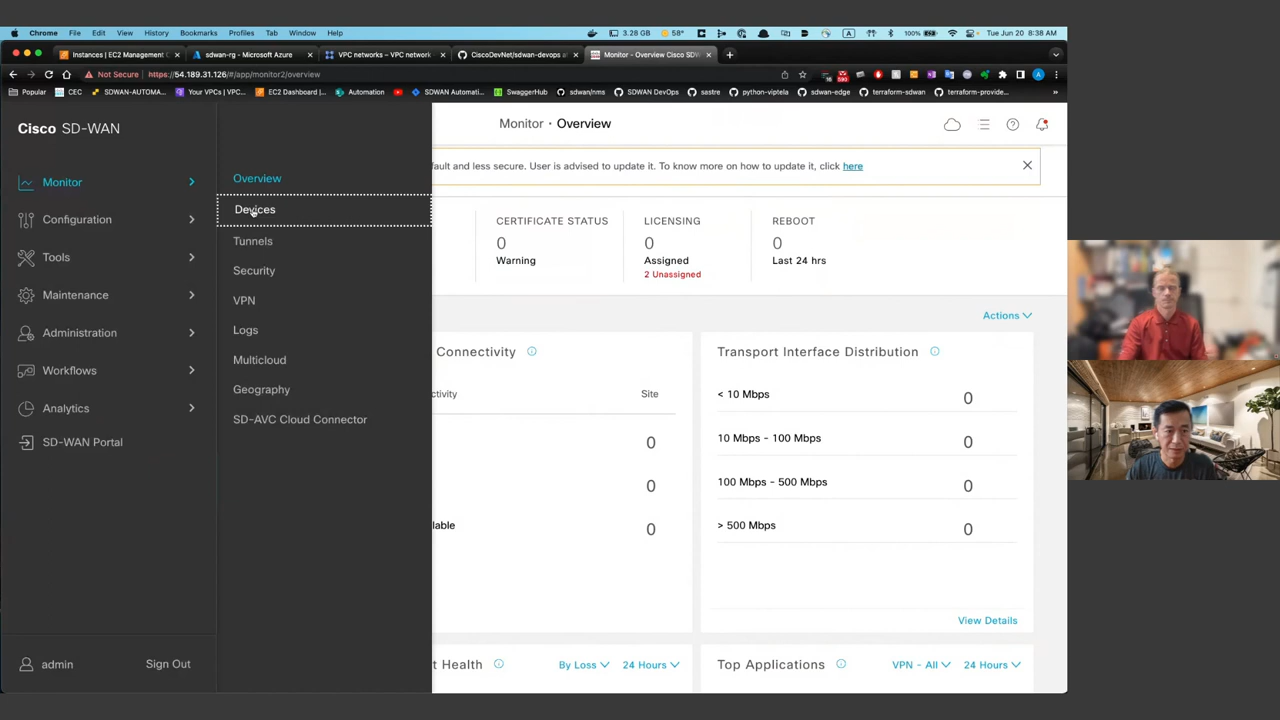 Chrome File Edit View History Bookmarks Profiles Tab Window Help 3.28 GB 58° A 100% Tue Jun 20 8:38 AM
Instances | EC2 Management C × sdwan-rg - Microsoft Azure × VPC networks – VPC network × CiscoDevNet/sdwan-devops × Monitor - Overview Cisco SD-W ×
Not Secure https://54.189.31.126/#/app/monitor2/overview
Popular CEC SDWAN-AUTOMA... Your VPCs | VPC... EC2 Dashboard |... Automation SDWAN Automati... SwaggerHub sdwan/nms SDWAN DevOps sastre python-viptela sdwan-edge terraform-sdwan terraform-provide... »
Cisco SD-WAN
Monitor
Configuration
Tools
Maintenance
Administration
Workflows
Analytics
SD-WAN Portal
admin Sign Out
Overview
Devices
Tunnels
Security
VPN
Logs
Multicloud
Geography
SD-AVC Cloud Connector
Monitor · Overview
fault and less secure. User is advised to update it. To know more on how to update it, click here
CERTIFICATE STATUS
0
Warning
LICENSING
0
Assigned
2 Unassigned
REBOOT
0
Last 24 hrs
Actions
Connectivity
tivity Site
0
0
lable 0
Transport Interface Distribution
< 10 Mbps 0
10 Mbps - 100 Mbps 0
100 Mbps - 500 Mbps 0
> 500 Mbps 0
View Details
t Health By Loss 24 Hours
Top Applications VPN - All 24 Hours